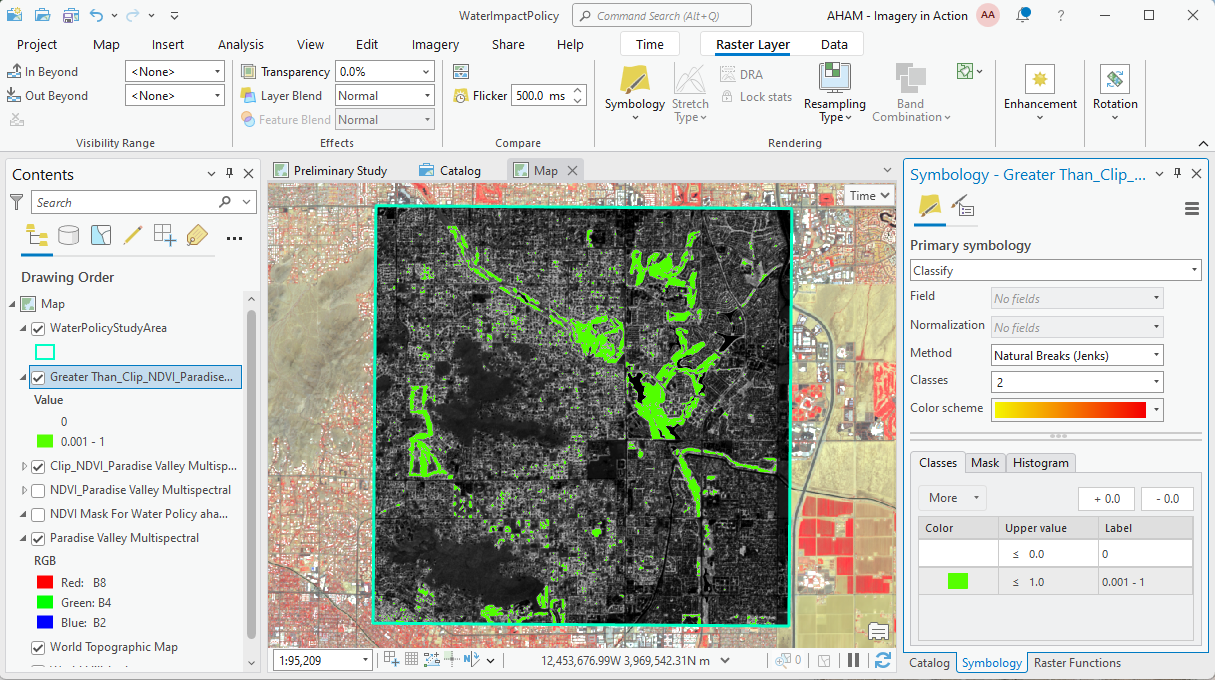 WaterImpactPolicy
Command Search (Alt+Q)
AHAM - Imagery in Action
AA
?
Project
Map
Insert
Analysis
View
Edit
Imagery
Share
Help
Time
Raster Layer
Data
In Beyond
<None>
Out Beyond
<None>
Visibility Range
Transparency
0.0%
Layer Blend
Normal
Feature Blend
Normal
Effects
Flicker
500.0 ms
Compare
Symbology
Stretch
Type
DRA
Lock stats
Resampling
Type
Band
Combination
Rendering
Enhancement
Rotation
Contents
Search
Drawing Order
Map
WaterPolicyStudyArea
Greater Than_Clip_NDVI_Paradise...
Value
0
0.001 - 1
Clip_NDVI_Paradise Valley Multisp...
NDVI_Paradise Valley Multispectral
NDVI Mask For Water Policy aha...
Paradise Valley Multispectral
RGB
Red: B8
Green: B4
Blue: B2
World Topographic Map
Preliminary Study
Catalog
Map
Time
1:95,209
12,453,676.99W 3,969,542.31N m
0
Symbology - Greater Than_Clip_...
Primary symbology
Classify
Field
No fields
Normalization
No fields
Method
Natural Breaks (Jenks)
Classes
2
Color scheme
Classes
Mask
Histogram
More
+ 0.0
- 0.0
Color
Upper value
Label
≤ 0.0
0
≤ 1.0
0.001 - 1
Catalog
Symbology
Raster Functions